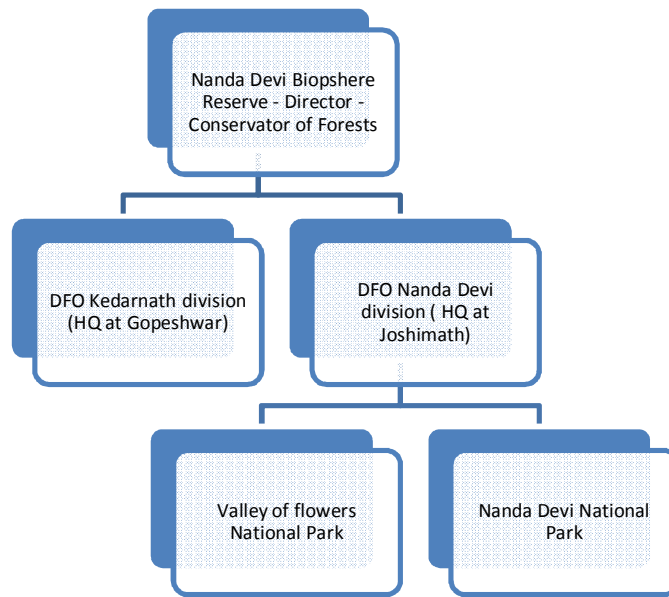 Nanda Devi Biopshere
Reserve - Director -
Conservator of Forests
DFO Kedarnath division
(HQ at Gopeshwar)
DFO Nanda Devi
division ( HQ at
Joshimath)
Valley of flowers
National Park
Nanda Devi National
Park